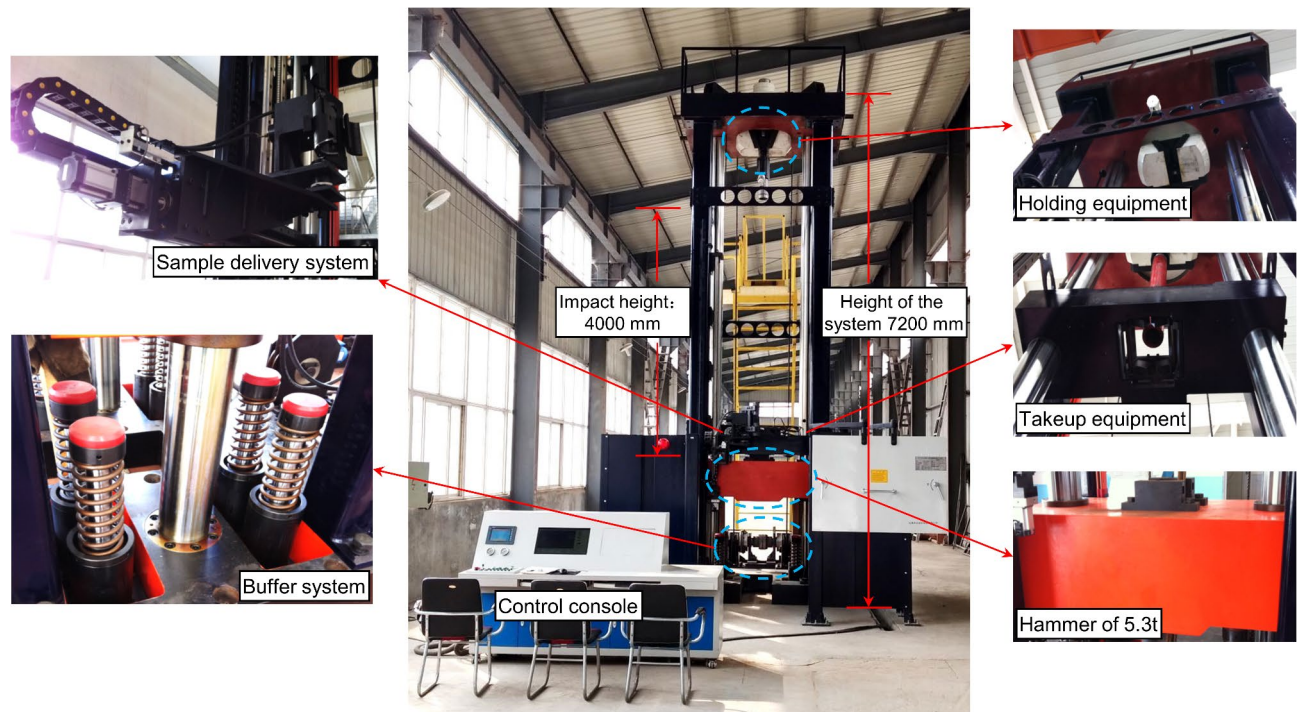 Sample delivery system
Buffer system
Impact height：
4000 mm
Height of the
system 7200 mm
Control console
Holding equipment
Takeup equipment
Hammer of 5.3t